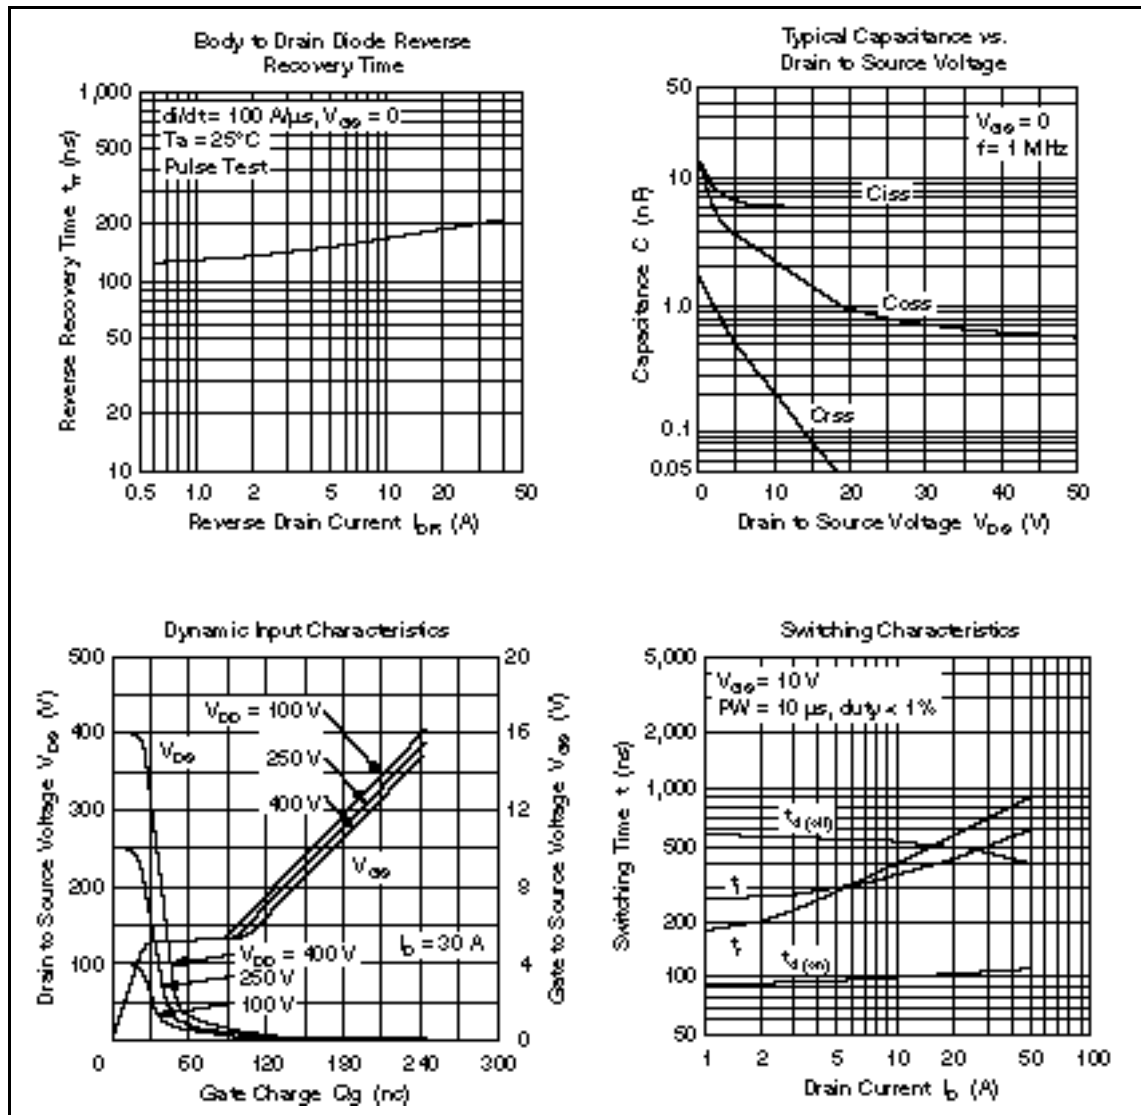 Body to Drain Diode Reverse
Recovery Time
1,000
500
200
100
50
20
10
Reverse Recovery Time trr (ns)
di/dt = 100 A/µs, VGS = 0
Ta = 25°C
Pulse Test
0.5 1.0 2 5 10 20 50
Reverse Drain Current IDR (A)
Typical Capacitance vs.
Drain to Source Voltage
50
10
1.0
0.1
0.05
Capacitance C (nF)
VGS = 0
f = 1 MHz
Ciss
Coss
Crss
0 10 20 30 40 50
Drain to Source Voltage VDS (V)
Dynamic Input Characteristics
500
400
300
200
100
0
Drain to Source Voltage VDS (V)
20
16
12
8
4
0
Gate to Source Voltage VGS (V)
VDD = 100 V
250 V
400 V
VDS
VGS
ID = 30 A
VDD = 400 V
250 V
100 V
60 120 190 240 300
Gate Charge Qg (nc)
Switching Characteristics
5,000
2,000
1,000
500
200
100
50
Switching Time t (ns)
VGS = 10 V
PW = 10 µs, duty < 1%
td (off)
tf
tr
td (on)
1 2 5 10 20 50 100
Drain Current ID (A)